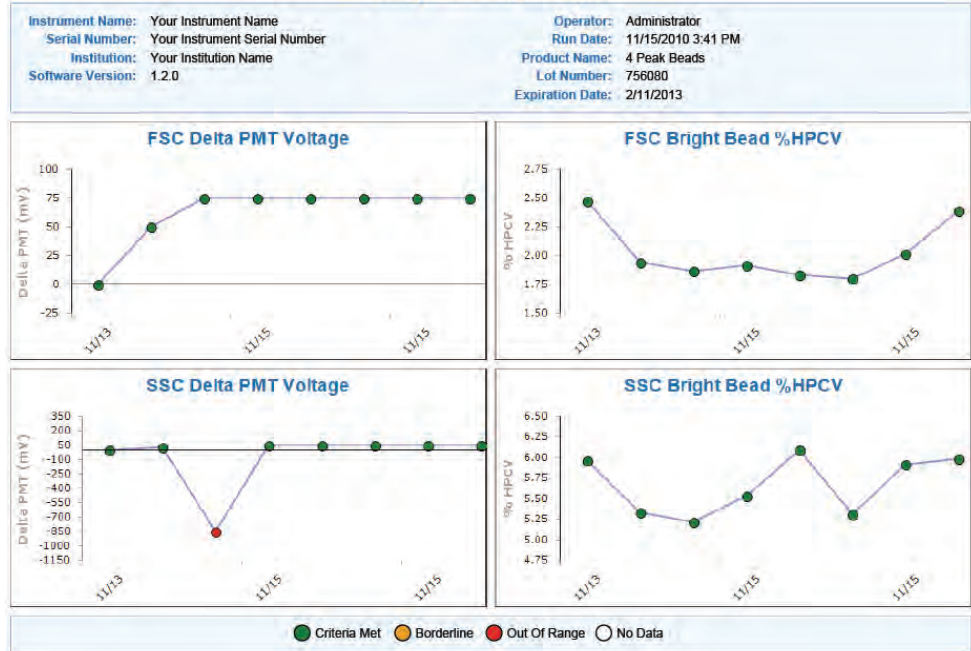 Instrument Name: Your Instrument Name
Serial Number: Your Instrument Serial Number
Institution: Your Institution Name
Software Version: 1.2.0
Operator: Administrator
Run Date: 11/15/2010 3:41 PM
Product Name: 4 Peak Beads
Lot Number: 756080
Expiration Date: 2/11/2013
FSC Delta PMT Voltage
Delta PMT (mV)
100
75
50
25
0
-25
11/13
11/15
11/15
FSC Bright Bead %HPCV
% HPCV
2.75
2.50
2.25
2.00
1.75
1.50
11/13
11/15
11/15
SSC Delta PMT Voltage
Delta PMT (mV)
350
200
50
-100
-250
-400
-550
-700
-850
-1000
-1150
11/13
11/15
11/15
SSC Bright Bead %HPCV
% HPCV
6.50
6.25
6.00
5.75
5.50
5.25
5.00
4.75
11/13
11/15
11/15
Criteria Met Borderline Out Of Range No Data